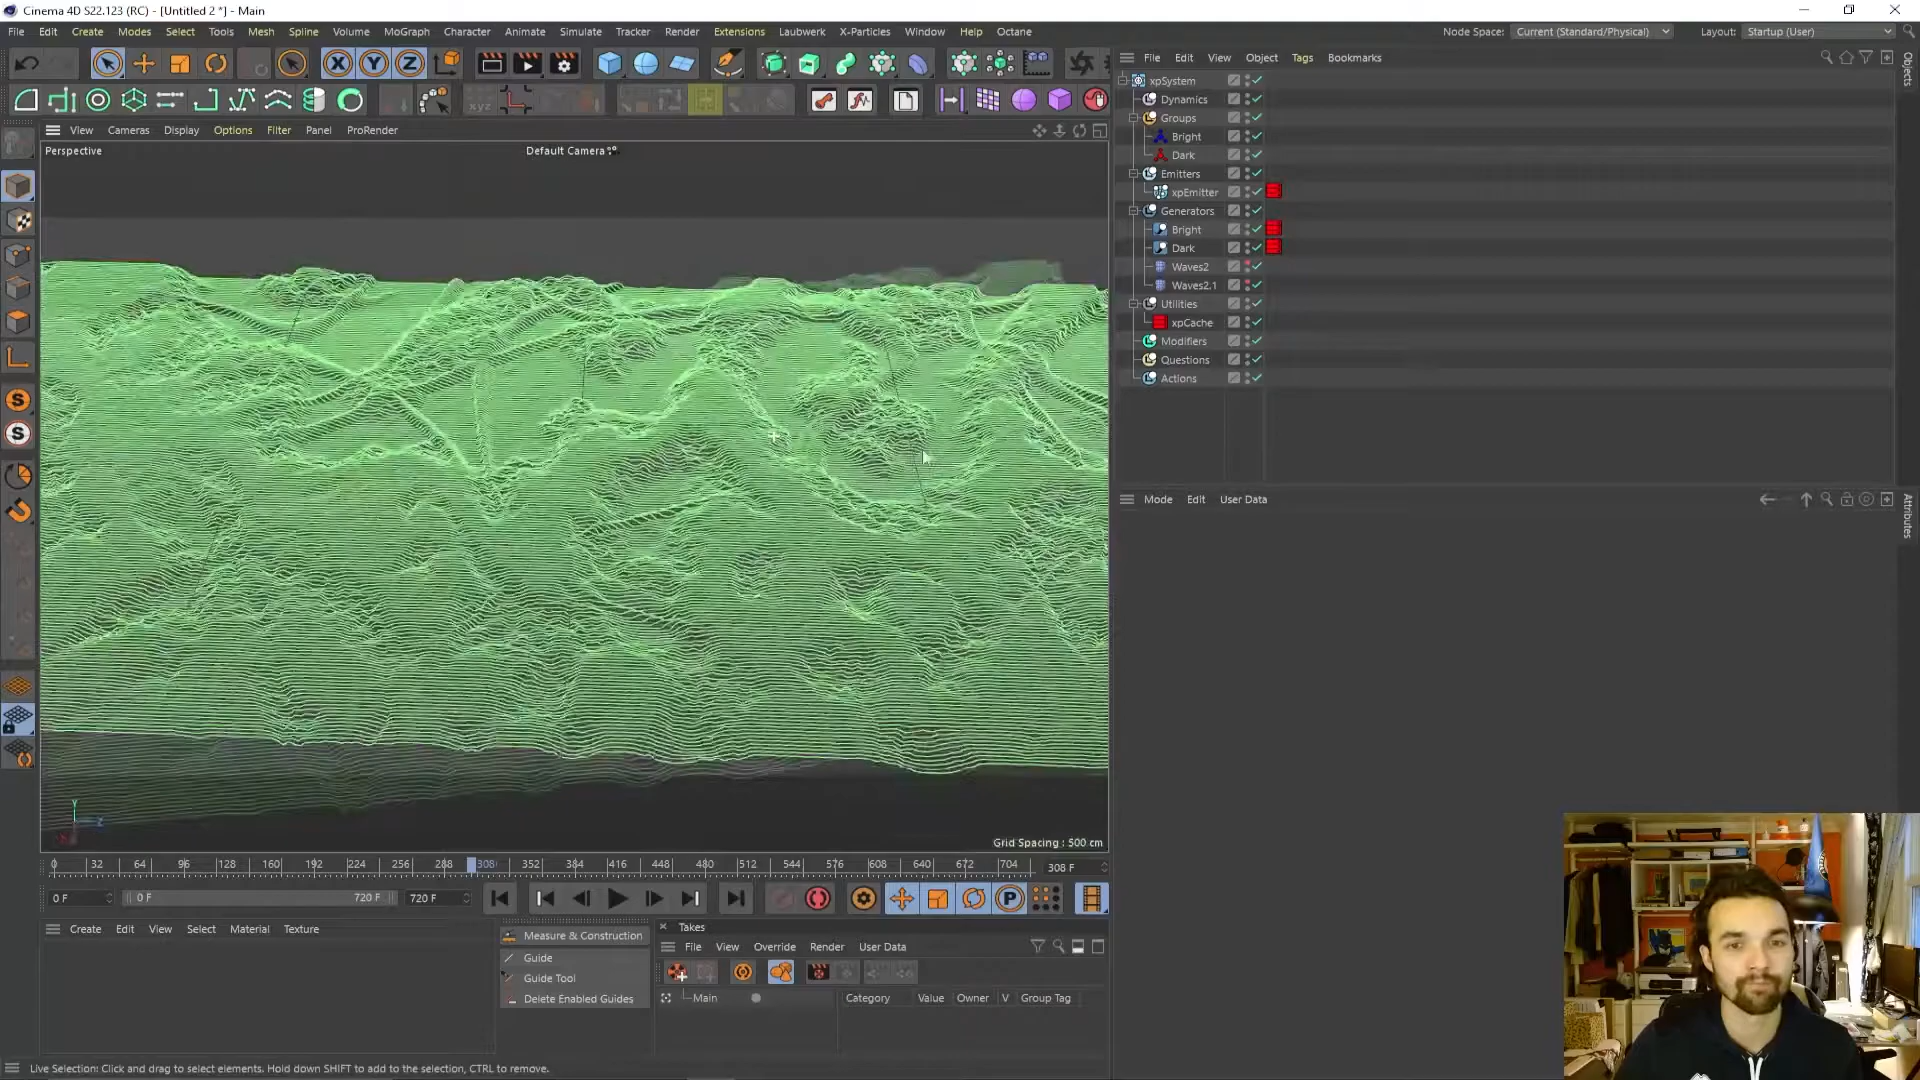 Cinema 4D S22.123 (RC) - [Untitled 2 *] - Main
File Edit Create Modes Select Tools Mesh Spline Volume MoGraph Character Animate Simulate Tracker Render Extensions Laubwerk X-Particles Window Help Octane
Node Space: Current (Standard/Physical) Layout: Startup (User)
X Y Z
xyz
View Cameras Display Options Filter Panel ProRender
Perspective
Default Camera
Grid Spacing : 500 cm
S
S
Y
Z
0 32 64 96 128 160 192 224 256 288 308 352 384 416 448 480 512 544 576 608 640 672 704 308 F
0 F 0 F 720 F 720 F P
Create Edit View Select Material Texture
Measure & Construction
Guide
Guide Tool
Delete Enabled Guides
Takes
File View Override Render User Data
Main Category Value Owner V Group Tag
Live Selection: Click and drag to select elements. Hold down SHIFT to add to the selection, CTRL to remove.
File Edit View Object Tags Bookmarks
Objects
xpSystem
Dynamics
Groups
Bright
Dark
Emitters
xpEmitter
Generators
Bright
Dark
Waves2
Waves2.1
Utilities
xpCache
Modifiers
Questions
Actions
Mode Edit User Data
Attributes